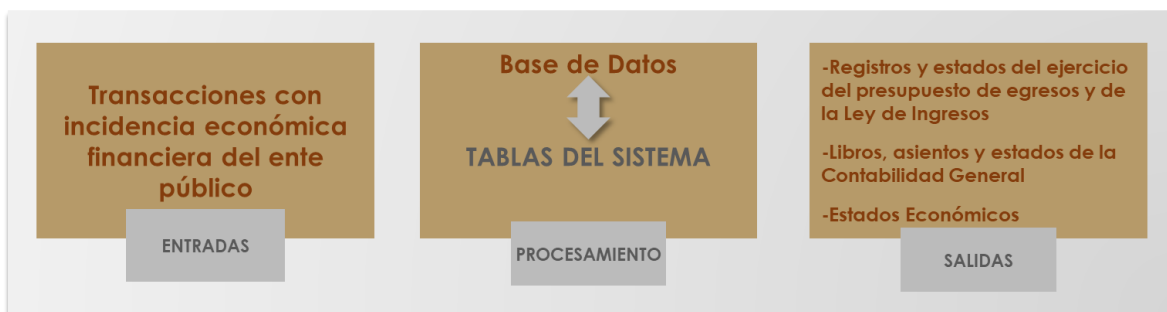 Transacciones con
incidencia económica
financiera del ente
público
ENTRADAS
Base de Datos
TABLAS DEL SISTEMA
PROCESAMIENTO
-Registros y estados del ejercicio
del presupuesto de egresos y de
la Ley de Ingresos
-Libros, asientos y estados de la
Contabilidad General
-Estados Económicos
SALIDAS